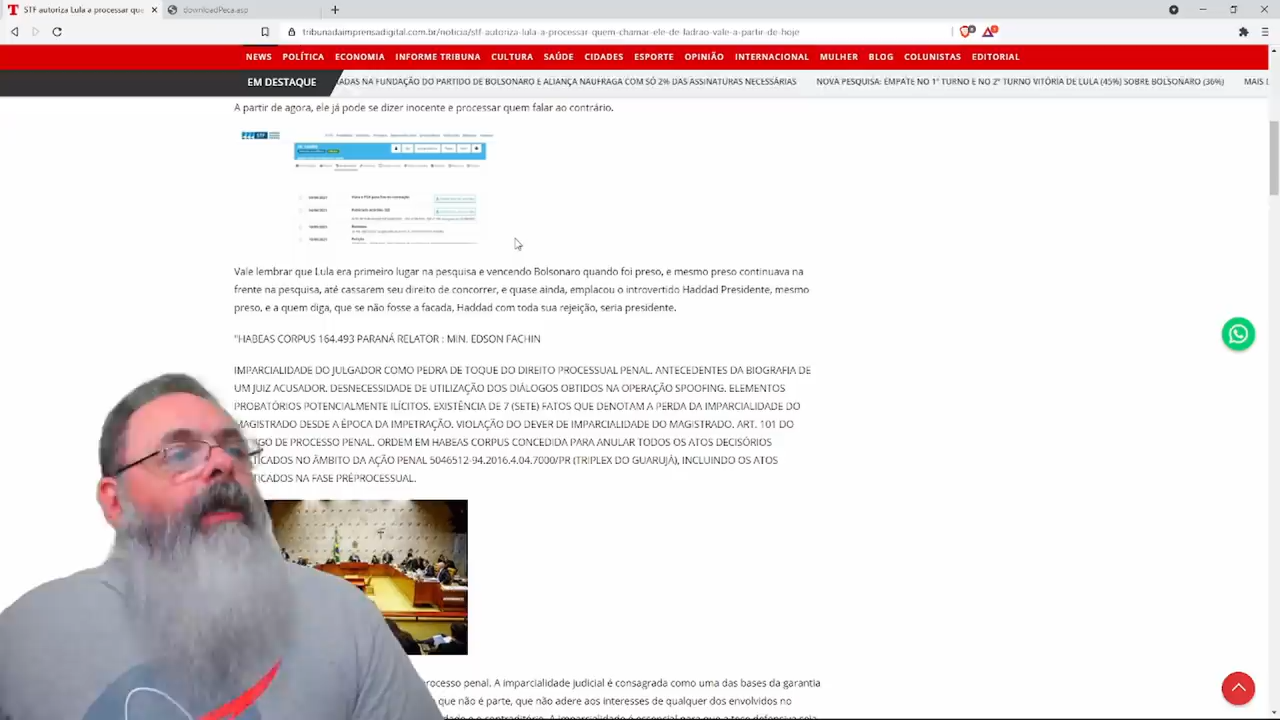 STF autoriza Lula a processar que
downloadPeca.asp
tribunadaimprensadigital.com.br/noticia/stf-autoriza-lula-a-processar-quem-chamar-ele-de-ladrao-vale-a-partir-de-hoje
NEWS POLÍTICA ECONOMIA INFORME TRIBUNA CULTURA SAÚDE CIDADES ESPORTE OPINIÃO INTERNACIONAL MULHER BLOG COLUNISTAS EDITORIAL
EM DESTAQUE ADAS NA FUNDAÇÃO DO PARTIDO DE BOLSONARO E ALIANÇA NAUFRAGA COM SÓ 2% DAS ASSINATURAS NECESSÁRIAS NOVA PESQUISA: EMPATE NO 1º TURNO E NO 2º TURNO VITÓRIA DE LULA (45%) SOBRE BOLSONARO (36%) MAIS
A partir de agora, ele já pode se dizer inocente e processar quem falar ao contrário.
STF
Vale lembrar que Lula era primeiro lugar na pesquisa e vencendo Bolsonaro quando foi preso, e mesmo preso continuava na
frente na pesquisa, até cassarem seu direito de concorrer, e quase ainda, emplacou o introvertido Haddad Presidente, mesmo
preso, e a quem diga, que se não fosse a facada, Haddad com toda sua rejeição, seria presidente.
"HABEAS CORPUS 164.493 PARANÁ RELATOR : MIN. EDSON FACHIN
IMPARCIALIDADE DO JULGADOR COMO PEDRA DE TOQUE DO DIREITO PROCESSUAL PENAL. ANTECEDENTES DA BIOGRAFIA DE
UM JUIZ ACUSADOR. DESNECESSIDADE DE UTILIZAÇÃO DOS DIÁLOGOS OBTIDOS NA OPERAÇÃO SPOOFING. ELEMENTOS
PROBATÓRIOS POTENCIALMENTE ILÍCITOS. EXISTÊNCIA DE 7 (SETE) FATOS QUE DENOTAM A PERDA DA IMPARCIALIDADE DO
MAGISTRADO DESDE A ÉPOCA DA IMPETRAÇÃO. VIOLAÇÃO DO DEVER DE IMPARCIALIDADE DO MAGISTRADO. ART. 101 DO
GO DE PROCESSO PENAL. ORDEM EM HABEAS CORPUS CONCEDIDA PARA ANULAR TODOS OS ATOS DECISÓRIOS
TICADOS NO ÂMBITO DA AÇÃO PENAL 5046512-94.2016.4.04.7000/PR (TRIPLEX DO GUARUJÁ), INCLUINDO OS ATOS
TICADOS NA FASE PRÉPROCESSUAL.
rocesso penal. A imparcialidade judicial é consagrada como uma das bases da garantia
que não é parte, que não adere aos interesses de qualquer dos envolvidos no